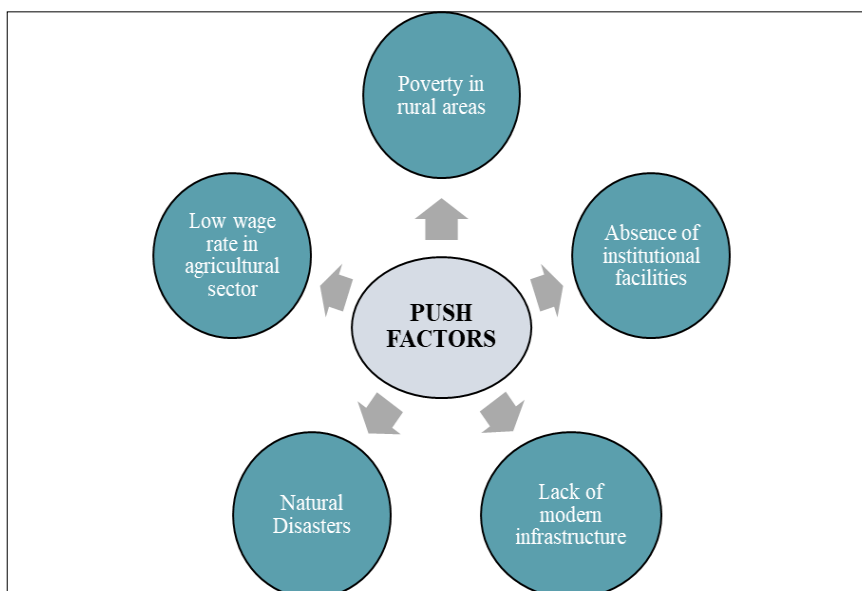 Poverty in
rural areas
Low wage
rate in
agricultural
sector
Absence of
institutional
facilities
PUSH
FACTORS
Natural
Disasters
Lack of
modern
infrastructure